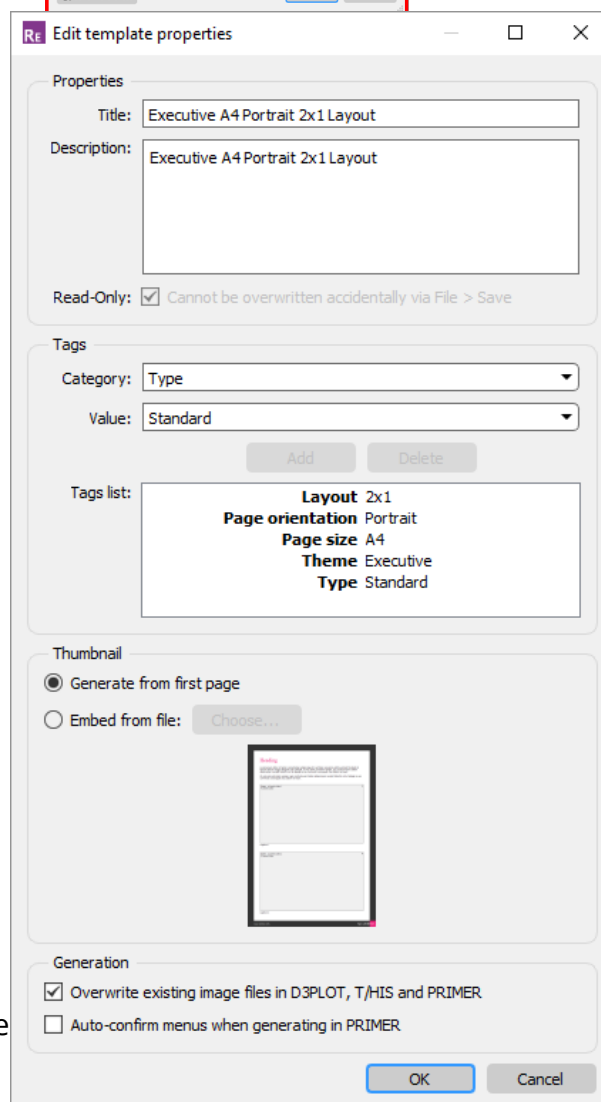 RE Edit template properties
Properties
Title: Executive A4 Portrait 2x1 Layout
Description: Executive A4 Portrait 2x1 Layout
Read-Only: Cannot be overwritten accidentally via File > Save
Tags
Category: Type
Value: Standard
Add Delete
Tags list: Layout 2x1
Page orientation Portrait
Page size A4
Theme Executive
Type Standard
Thumbnail
Generate from first page
Embed from file: Choose...
Heading
Generation
Overwrite existing image files in D3PLOT, T/HIS and PRIMER
e Auto-confirm menus when generating in PRIMER
OK Cancel